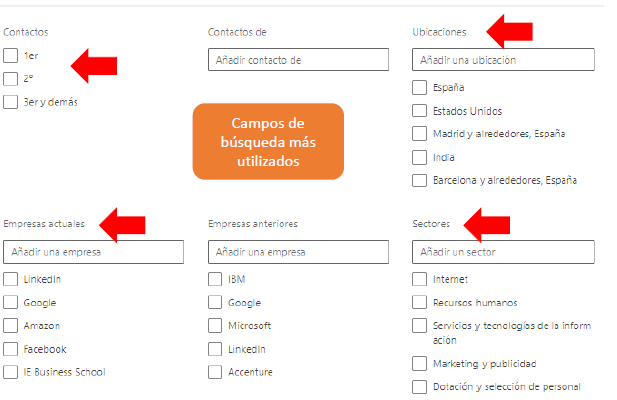 Contactos
1er
2º
3er y demás
Contactos de
Añadir contacto de
Ubicaciones
Añadir una ubicación
España
Estados Unidos
Madrid y alrededores, España
India
Barcelona y alrededores, España
Campos de
búsqueda más
utilizados
Empresas actuales
Añadir una empresa
LinkedIn
Google
Amazon
Facebook
IE Business School
Empresas anteriores
Añadir una empresa
IBM
Google
Microsoft
LinkedIn
Accenture
Sectores
Añadir un sector
Internet
Recursos humanos
Servicios y tecnologías de la inform
ación
Marketing y publicidad
Dotación y selección de personal